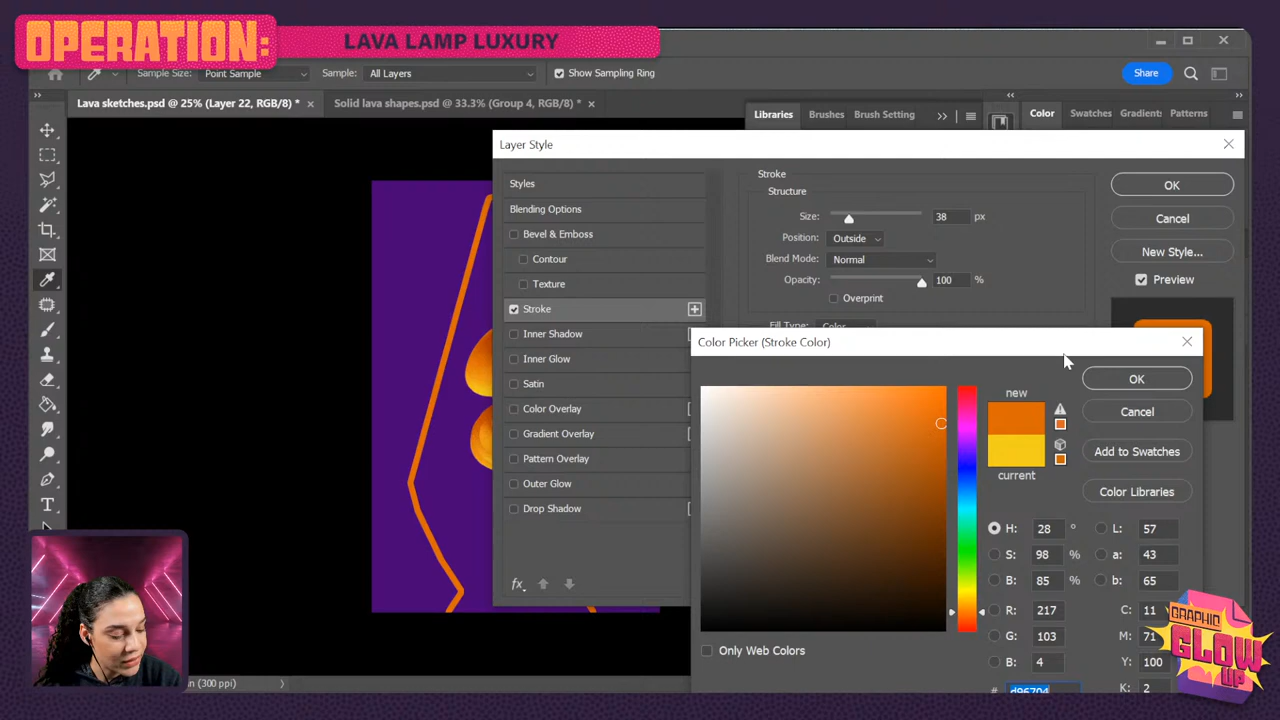 OPERATION:
LAVA LAMP LUXURY
Sample Size: Point Sample Sample: All Layers Show Sampling Ring Share
Lava sketches.psd @ 25% (Layer 22, RGB/8) * Solid lava shapes.psd @ 33.3% (Group 4, RGB/8) *
Libraries Brushes Brush Setting Color Swatches Gradient Patterns
Layer Style
Styles
Blending Options
Bevel & Emboss
Contour
Texture
Stroke
Inner Shadow
Inner Glow
Satin
Color Overlay
Gradient Overlay
Pattern Overlay
Outer Glow
Drop Shadow
fx
Stroke
Structure
Size: 38 px
Position: Outside
Blend Mode: Normal
Opacity: 100 %
Overprint
Fill Type: Color
OK
Cancel
New Style...
Preview
Color Picker (Stroke Color)
new
current
OK
Cancel
Add to Swatches
Color Libraries
H: 28 ° L: 57
S: 98 % a: 43
B: 85 % b: 65
R: 217 C: 11
G: 103 M: 71
B: 4 Y: 100
# d96704 K: 2
Only Web Colors
(300 ppi)
GRAPHIC
GLOW
UP